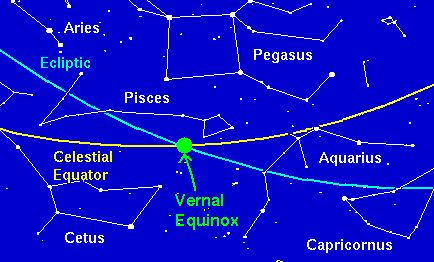 Aries
Pegasus
Ecliptic
Pisces
Celestial
Equator
Aquarius
Vernal
Equinox
Cetus
Capricornus